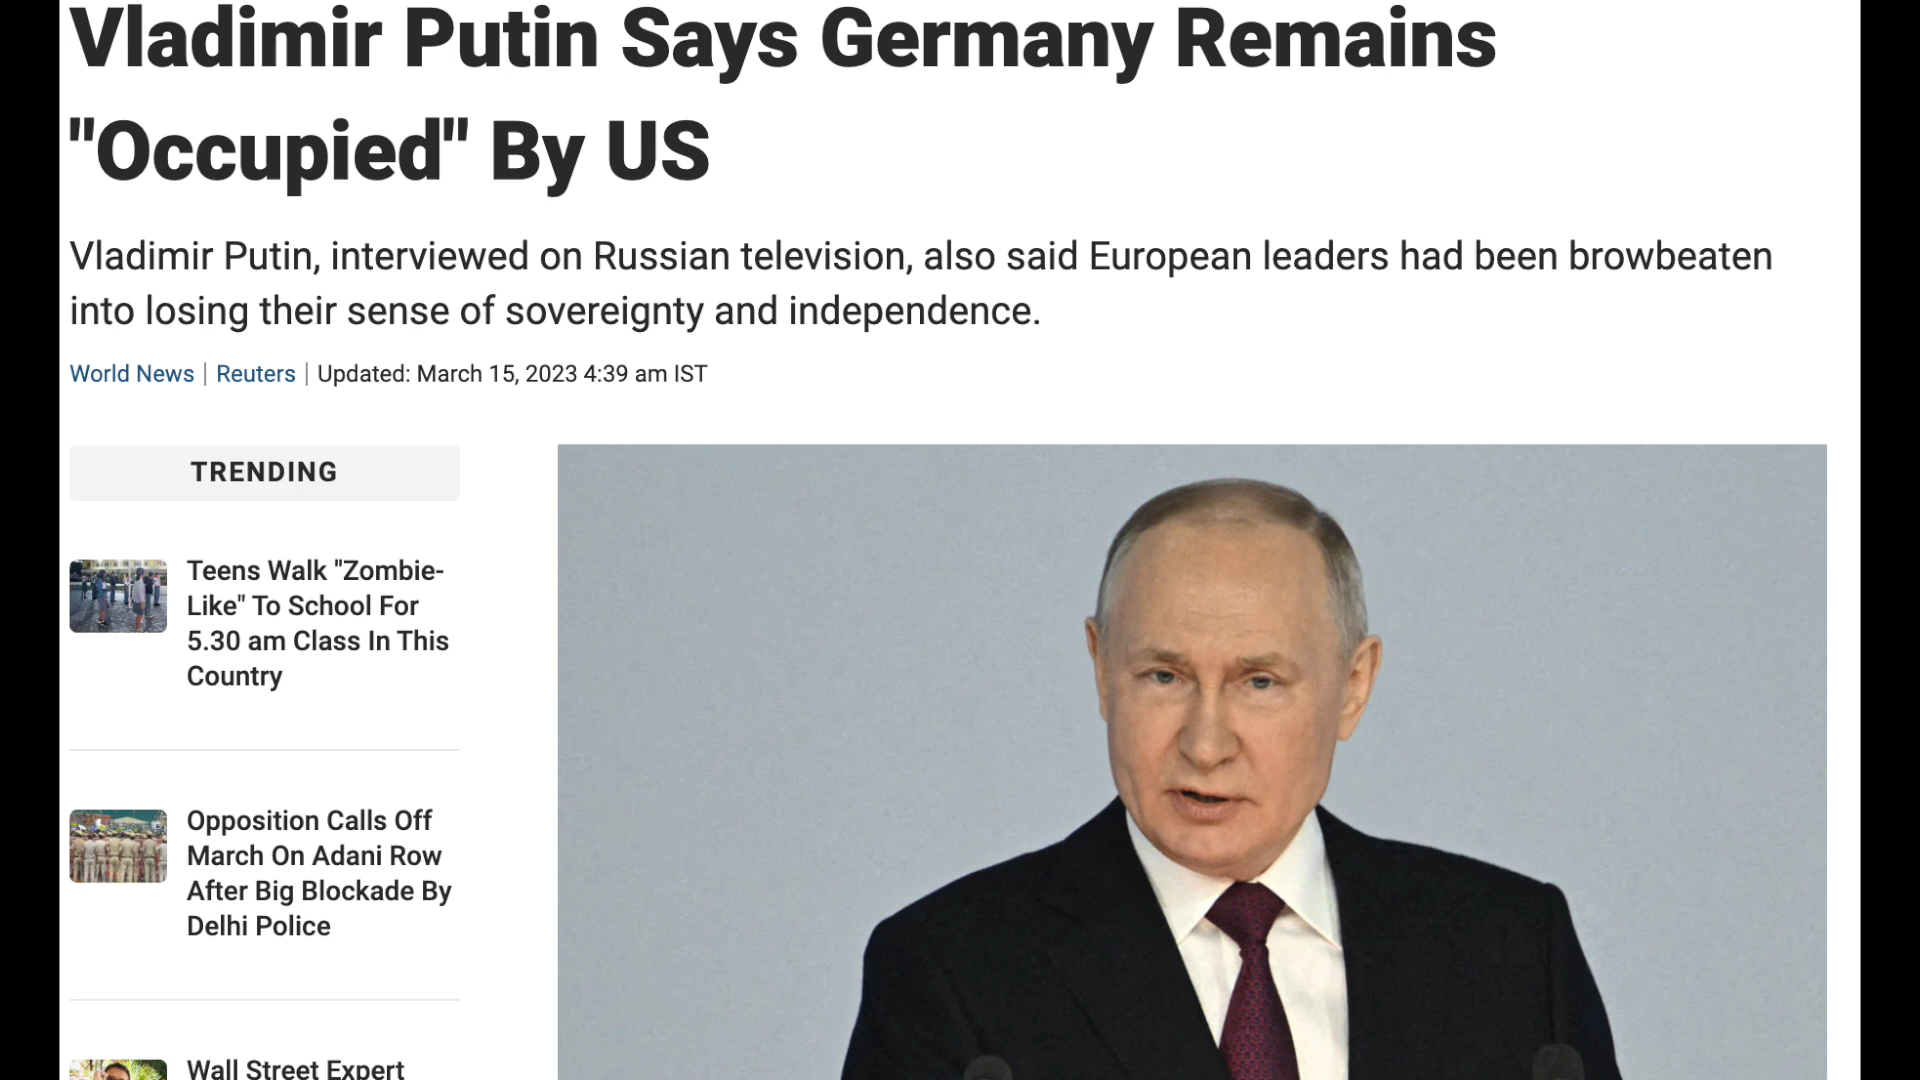 Vladimir Putin Says Germany Remains
"Occupied" By US
Vladimir Putin, interviewed on Russian television, also said European leaders had been browbeaten
into losing their sense of sovereignty and independence.
World News | Reuters | Updated: March 15, 2023 4:39 am IST
TRENDING
Teens Walk "Zombie-
Like" To School For
5.30 am Class In This
Country
Opposition Calls Off
March On Adani Row
After Big Blockade By
Delhi Police
Wall Street Expert